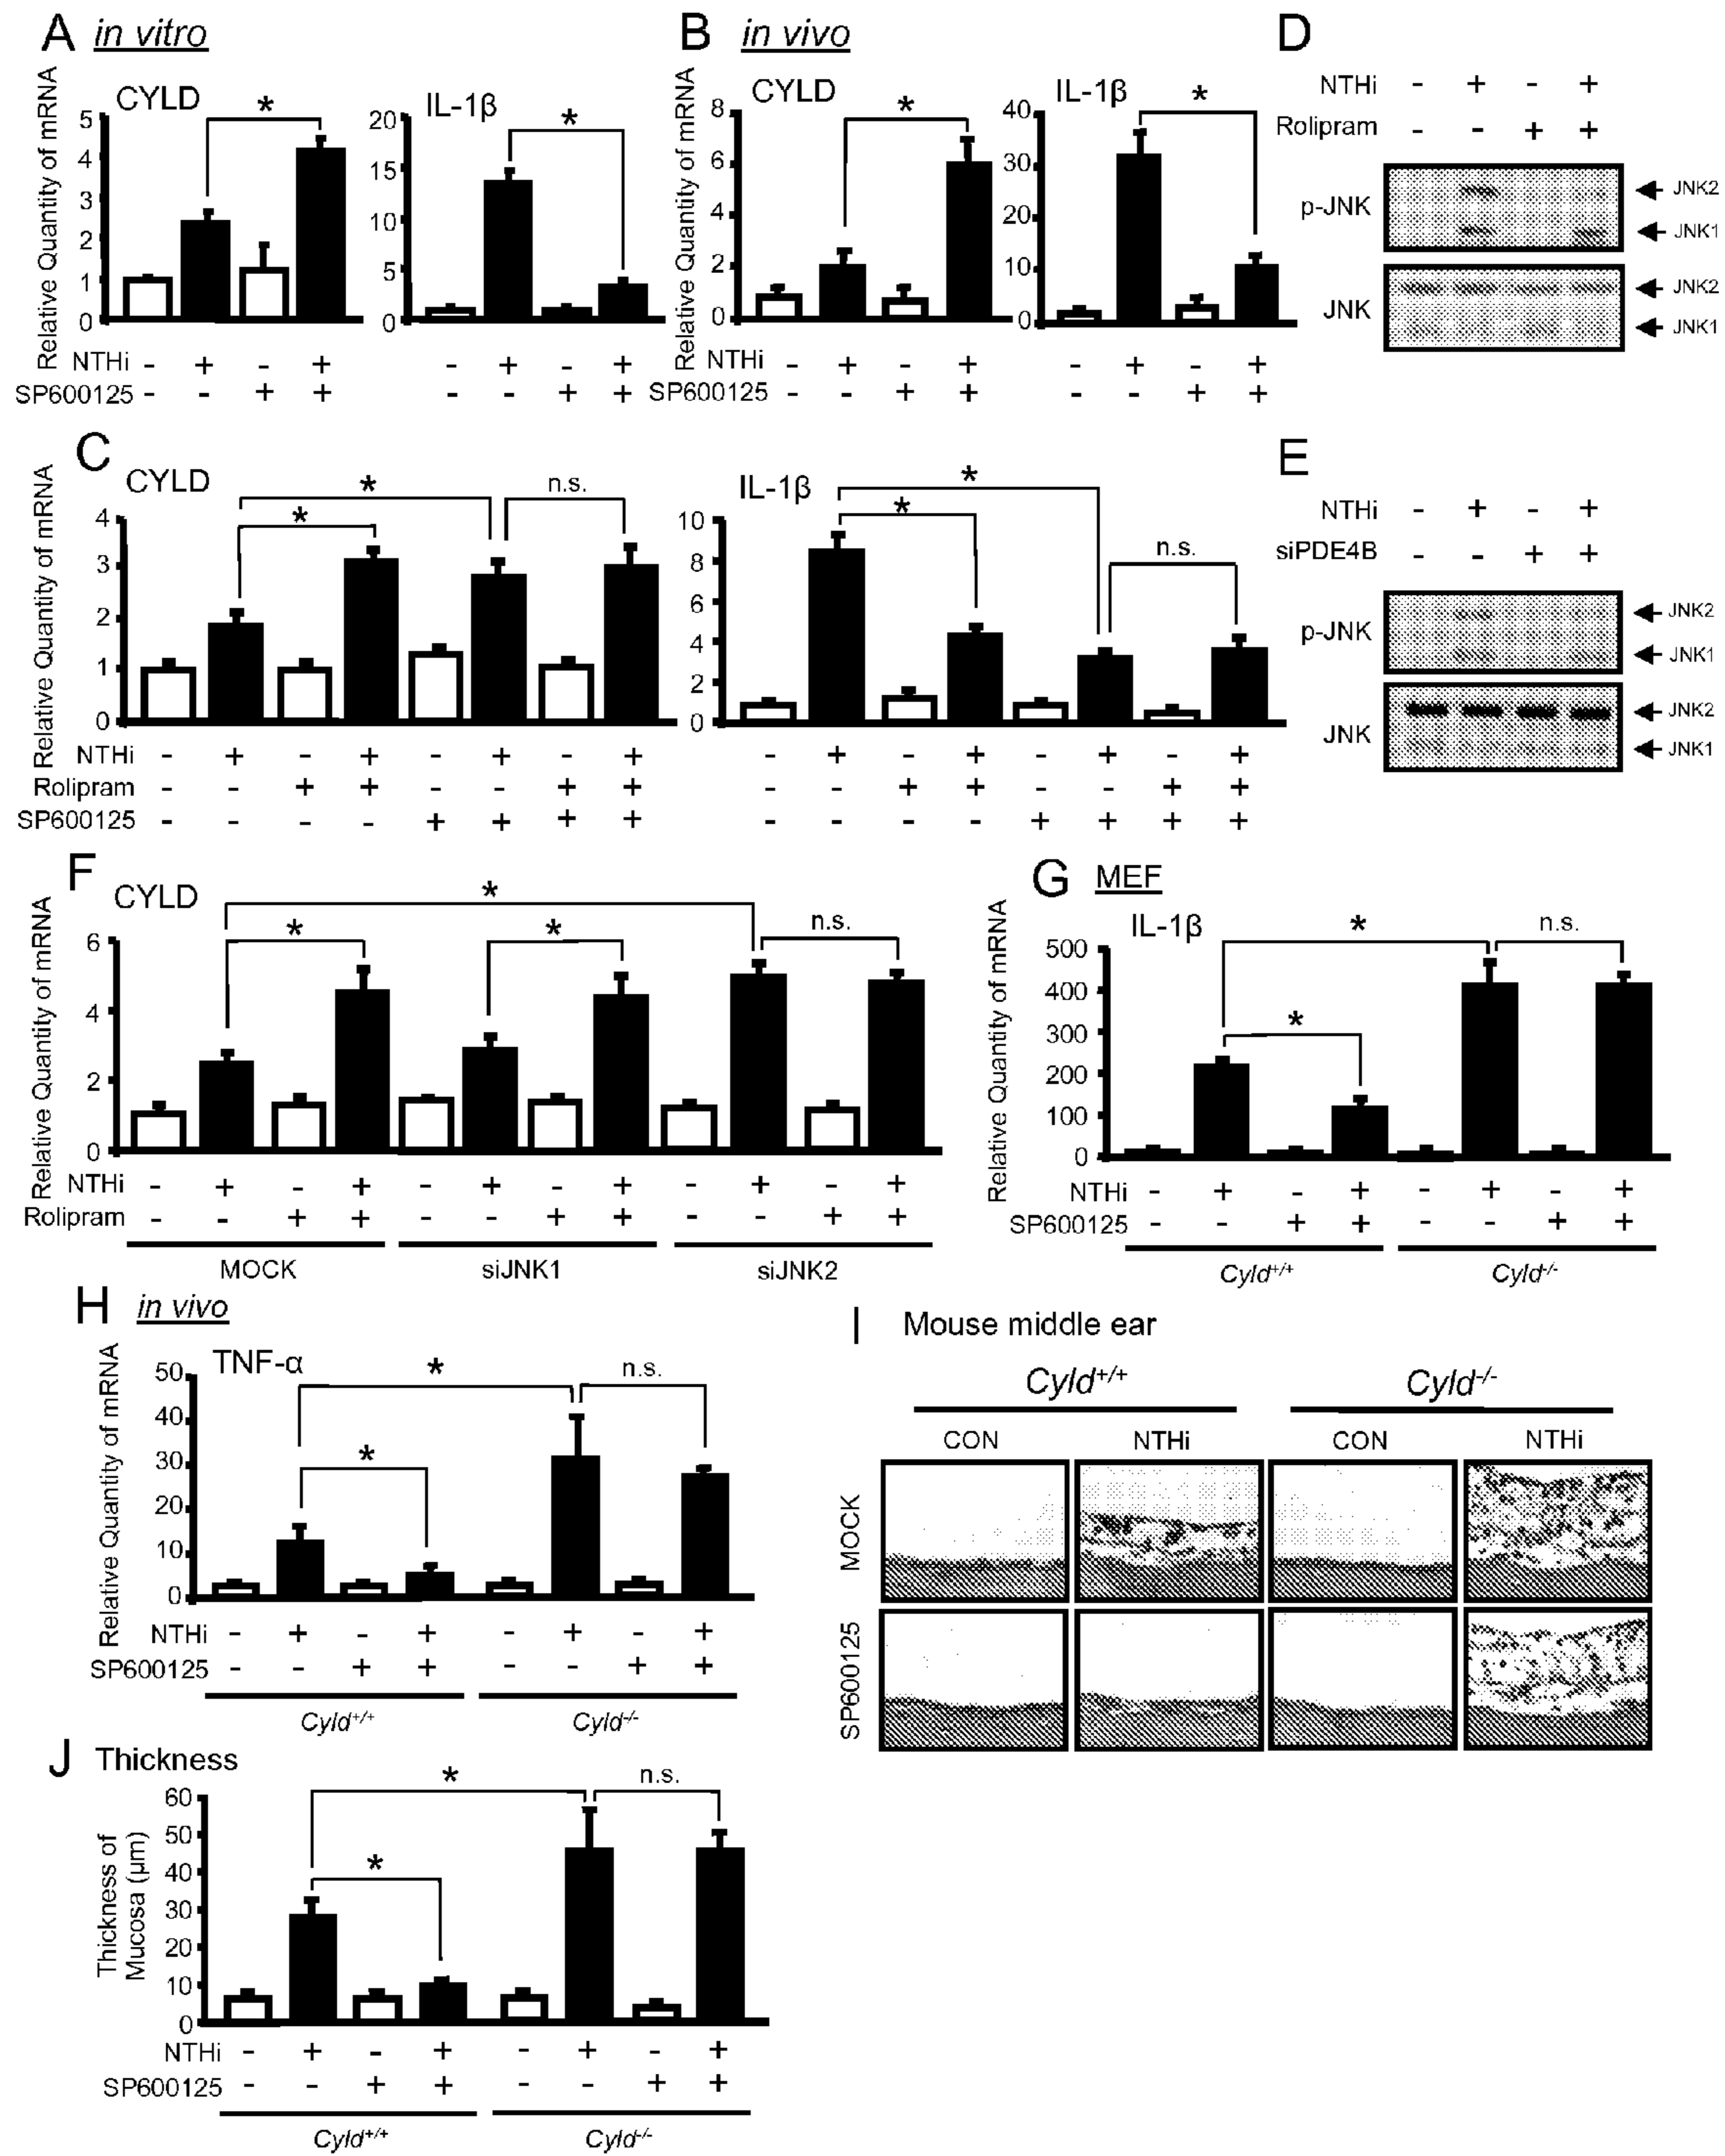 A in vitro
CYLD
IL-1β
Relative Quantity of mRNA
5
4
3
2
1
0
*
20
15
10
5
0
*
NTHi - + - + - + - +
SP600125 - - + + - - + +
B in vivo
CYLD
IL-1β
Relative Quantity of mRNA
8
6
4
2
0
*
40
30
20
10
0
*
NTHi - + - + - + - +
SP600125 - - + + - - + +
D
NTHi - + - +
Rolipram - - + +
p-JNK
JNK2
JNK1
JNK
JNK2
JNK1
C
CYLD
Relative Quantity of mRNA
4
3
2
1
0
*
*
n.s.
IL-1β
10
8
6
4
2
0
*
*
n.s.
NTHi - + - + - + - + - + - + - + - +
Rolipram - - + + - - + + - - + + - - + +
SP600125 - - - - + + + + - - - - + + + +
E
NTHi - + - +
siPDE4B - - + +
p-JNK
JNK2
JNK1
JNK
JNK2
JNK1
F
CYLD
Relative Quantity of mRNA
6
4
2
0
*
*
*
n.s.
NTHi - + - + - + - + - + - +
Rolipram - - + + - - + + - - + +
MOCK siJNK1 siJNK2
G MEF
IL-1β
Relative Quantity of mRNA
500
400
300
200
100
0
*
*
n.s.
NTHi - + - + - + - +
SP600125 - - + + - - + +
Cyld+/+ Cyld-/-
H in vivo
TNF-α
Relative Quantity of mRNA
50
40
30
20
10
0
*
*
n.s.
NTHi - + - + - + - +
SP600125 - - + + - - + +
Cyld+/+ Cyld-/-
I Mouse middle ear
Cyld+/+ Cyld-/-
CON NTHi CON NTHi
MOCK
SP600125
J Thickness
Thickness of
Mucosa (μm)
60
50
40
30
20
10
0
*
*
n.s.
NTHi - + - + - + - +
SP600125 - - + + - - + +
Cyld+/+ Cyld-/-